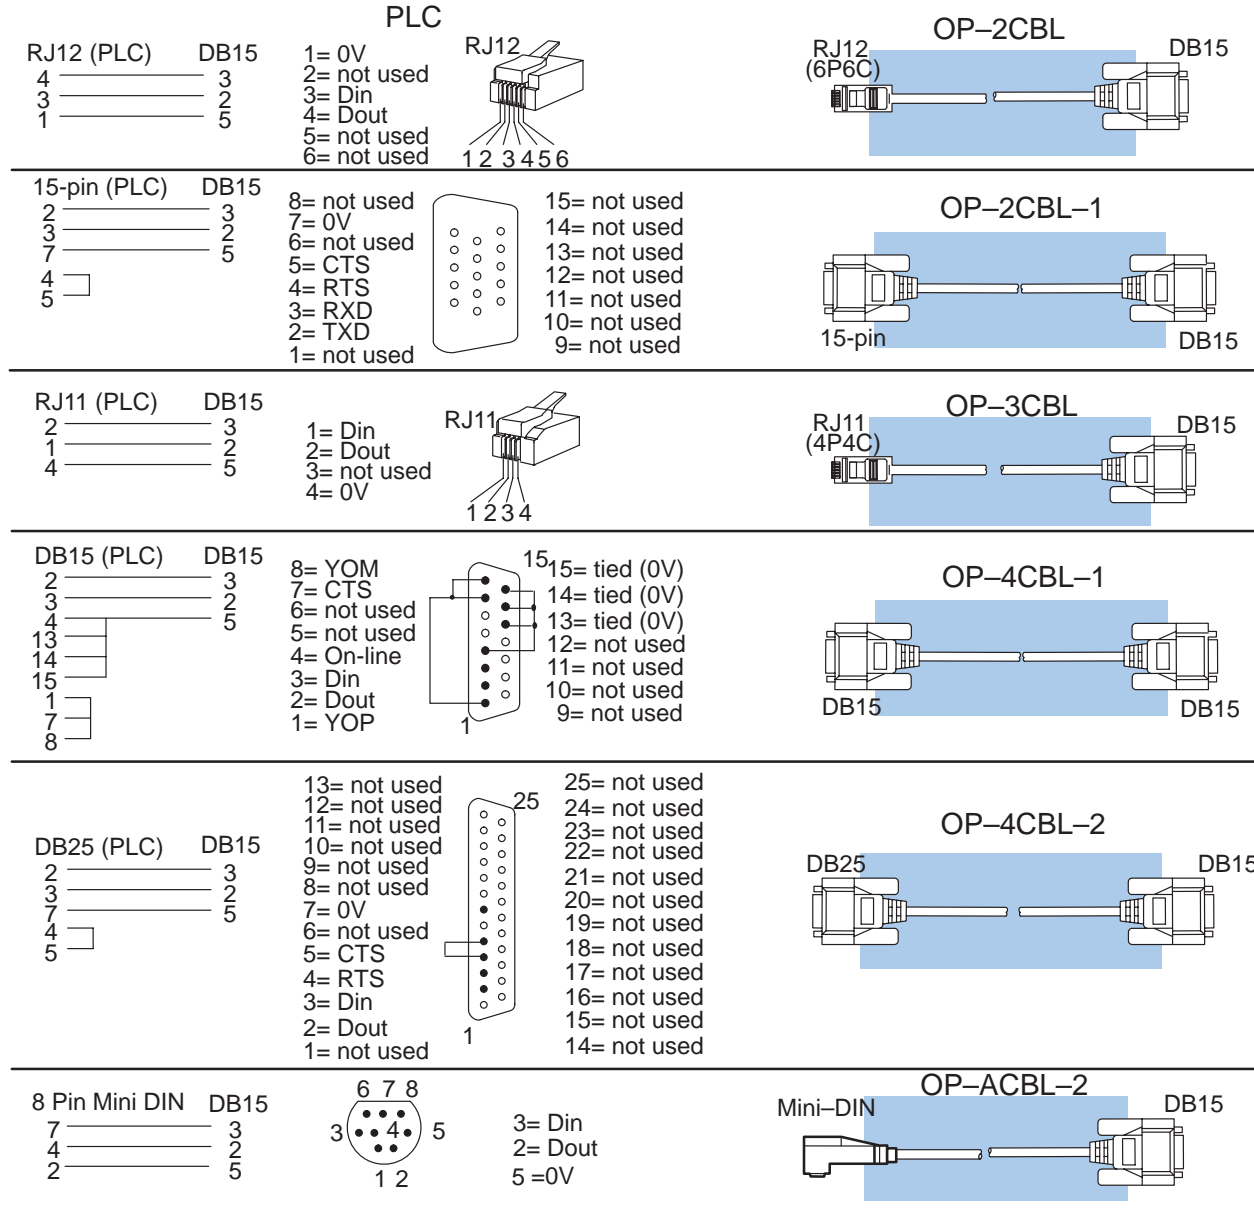 PLC
RJ12 (PLC) DB15
4 3
3 2
1 5
1= 0V
2= not used
3= Din
4= Dout
5= not used
6= not used
RJ12
1 2 3 4 5 6
OP–2CBL
RJ12
(6P6C)
DB15
15-pin (PLC) DB15
2 3
3 2
7 5
4
5
8= not used
7= 0V
6= not used
5= CTS
4= RTS
3= RXD
2= TXD
1= not used
15= not used
14= not used
13= not used
12= not used
11= not used
10= not used
9= not used
OP–2CBL–1
15-pin
DB15
RJ11 (PLC) DB15
2 3
1 2
4 5
1= Din
2= Dout
3= not used
4= 0V
RJ11
1 2 3 4
OP–3CBL
RJ11
(4P4C)
DB15
DB15 (PLC) DB15
2 3
3 2
4 5
13
14
15
1
7
8
8= YOM
7= CTS
6= not used
5= not used
4= On-line
3= Din
2= Dout
1= YOP
15
1
15= tied (0V)
14= tied (0V)
13= tied (0V)
12= not used
11= not used
10= not used
9= not used
OP–4CBL–1
DB15
DB15
DB25 (PLC) DB15
2 3
3 2
7 5
4
5
13= not used
12= not used
11= not used
10= not used
9= not used
8= not used
7= 0V
6= not used
5= CTS
4= RTS
3= Din
2= Dout
1= not used
25
1
25= not used
24= not used
23= not used
22= not used
21= not used
20= not used
19= not used
18= not used
17= not used
16= not used
15= not used
14= not used
OP–4CBL–2
DB25
DB15
8 Pin Mini DIN DB15
7 3
4 2
2 5
6 7 8
3 4 5
1 2
3= Din
2= Dout
5 =0V
OP–ACBL–2
Mini–DIN
DB15